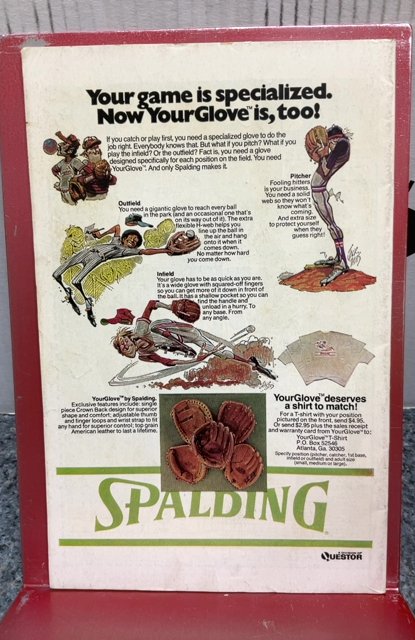 Your game is specialized.
Now YourGlove™ is, too!
If you catch or play first, you need a specialized glove to do the
job right. Everybody knows that. But what if you pitch? What if you
play the infield? Or the outfield? Fact is, you need a glove
designed specifically for each position on the field. You need
YourGlove™. And only Spalding makes it.
Pitcher
Fooling hitters
is your business.
You need a solid
web so they won't
know what's
coming.
And extra size
to protect yourself
when they
guess right!
Outfield
You need a gigantic glove to reach every ball
in the park (and an occasional one that's
on its way out of it). The extra
flexible H-web helps you
line up the ball in
the air and hang
onto it when it
comes down.
No matter how hard
you come down.
Infield
Your glove has to be as quick as you are.
It's a wide glove with squared-off fingers
so you can get more of it down in front of
the ball. It has a shallow pocket so you can
find the handle and
unload in a hurry. To
any base. From
any angle.
YourGlove™ by Spalding.
Exclusive features include: single
piece Crown Back design for superior
shape and comfort; adjustable thumb
and finger loops and wrist strap to fit
any hand for superior control; top grain
American leather to last a lifetime.
YourGlove™ deserves
a shirt to match!
For a T-shirt with your position
pictured on the front, send $4.95.
Or send $2.95 plus the sales receipt
and warranty card from YourGlove™ to:
YourGlove™ T-Shirt
P.O. Box 52546
Atlanta, Ga. 30305
Specify position (pitcher, catcher, 1st base,
infield or outfield) and adult size
(small, medium or large).
SPALDING
A DIVISION OF
QUESTOR